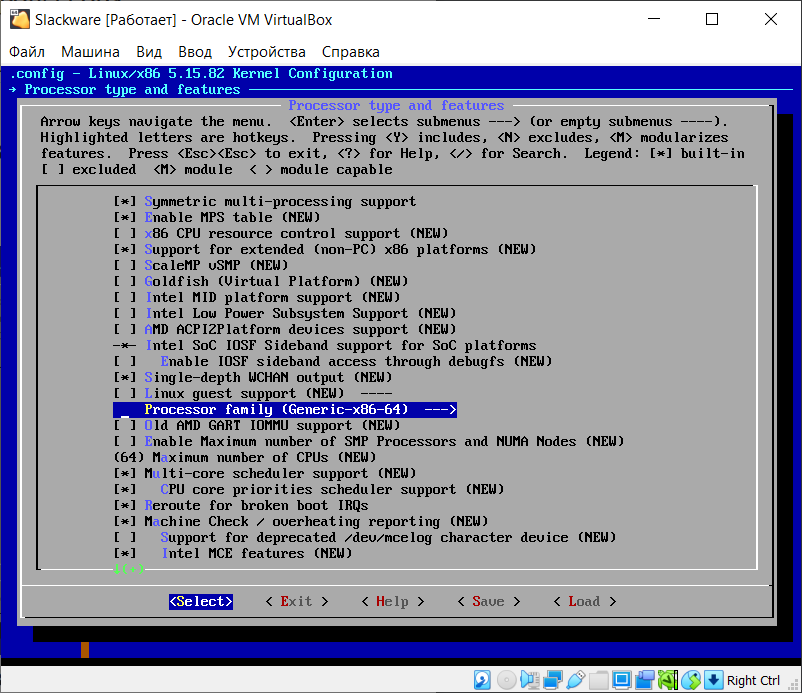 Slackware [Работает] - Oracle VM VirtualBox
Файл Машина Вид Ввод Устройства Справка
.config - Linux/x86 5.15.82 Kernel Configuration
→ Processor type and features
Processor type and features
Arrow keys navigate the menu. <Enter> selects submenus ---> (or empty submenus ----).
Highlighted letters are hotkeys. Pressing <Y> includes, <N> excludes, <M> modularizes
features. Press <Esc><Esc> to exit, <?> for Help, </> for Search. Legend: [*] built-in
[ ] excluded <M> module < > module capable
[*] Symmetric multi-processing support
[*] Enable MPS table (NEW)
[ ] x86 CPU resource control support (NEW)
[*] Support for extended (non-PC) x86 platforms (NEW)
[ ] ScaleMP vSMP (NEW)
[ ] Goldfish (Virtual Platform) (NEW)
[ ] Intel MID platform support (NEW)
[ ] Intel Low Power Subsystem Support (NEW)
[ ] AMD ACPI2Platform devices support (NEW)
-*- Intel SoC IOSF Sideband support for SoC platforms
[ ] Enable IOSF sideband access through debugfs (NEW)
[*] Single-depth WCHAN output (NEW)
[ ] Linux guest support (NEW) ----
Processor family (Generic-x86-64) --->
[ ] Old AMD GART IOMMU support (NEW)
[ ] Enable Maximum number of SMP Processors and NUMA Nodes (NEW)
(64) Maximum number of CPUs (NEW)
[*] Multi-core scheduler support (NEW)
[*] CPU core priorities scheduler support (NEW)
[*] Reroute for broken boot IRQs
[*] Machine Check / overheating reporting (NEW)
[ ] Support for deprecated /dev/mcelog character device (NEW)
[*] Intel MCE features (NEW)
↓(+)
<Select> < Exit > < Help > < Save > < Load >
Right Ctrl